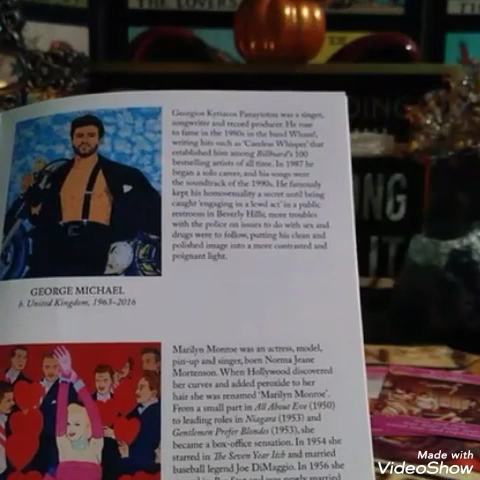 THE LOVERS
Georgios Kyriacos Panayiotou was a singer,
songwriter and record producer. He rose
to fame in the 1980s in the band Wham!,
writing hits such as 'Careless Whisper' that
established him among Billboard's 100
bestselling artists of all time. In 1987 he
began a solo career, and his songs were
the soundtrack of the 1990s. He famously
kept his homosexuality a secret until being
caught 'engaging in a lewd act' in a public
restroom in Beverly Hills; more troubles
with the police on issues to do with sex and
drugs were to follow, putting his clean and
polished image into a more contrasted and
poignant light.
GEORGE MICHAEL
b. United Kingdom, 1963–2016
Marilyn Monroe was an actress, model,
pin-up and singer, born Norma Jeane
Mortenson. When Hollywood discovered
her curves and added peroxide to her
hair she was renamed 'Marilyn Monroe'.
From a small part in All About Eve (1950)
to leading roles in Niagara (1953) and
Gentlemen Prefer Blondes (1953), she
became a box-office sensation. In 1954 she
starred in The Seven Year Itch and married
baseball legend Joe DiMaggio. In 1956 she
Made with
VideoShow